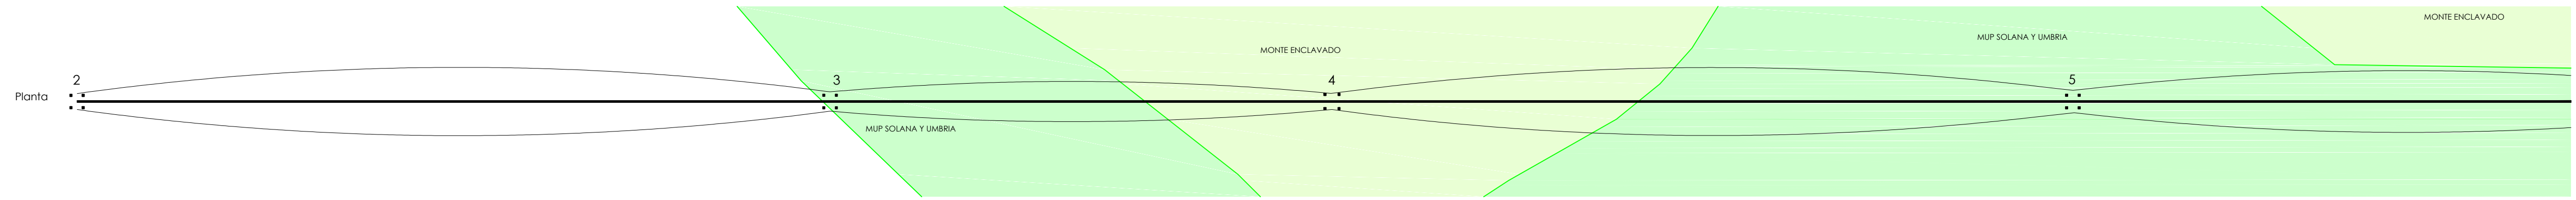 MONTE ENCLAVADO
MUP SOLANA Y UMBRIA
MONTE ENCLAVADO
2
3
4
5
Planta
MUP SOLANA Y UMBRIA